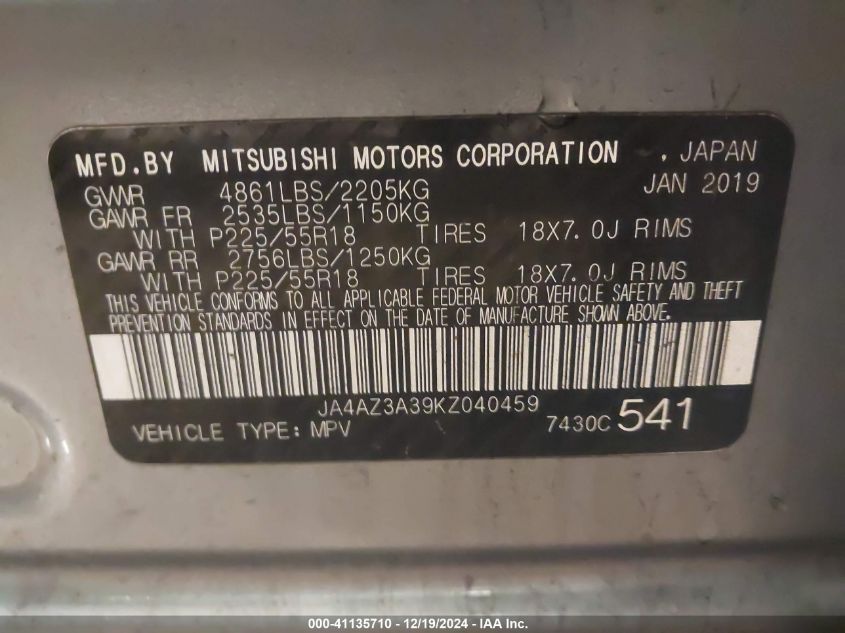 MFD.BY MITSUBISHI MOTORS CORPORATION . JAPAN
GVWR 4861LBS/2205KG JAN 2019
GAWR FR 2535LBS/1150KG
WITH P225/55R18 TIRES 18X7.0J RIMS
GAWR RR 2756LBS/1250KG
WITH P225/55R18 TIRES 18X7.0J RIMS
THIS VEHICLE CONFORMS TO ALL APPLICABLE FEDERAL MOTOR VEHICLE SAFETY AND THEFT
PREVENTION STANDARDS IN EFFECT ON THE DATE OF MANUFACTURE SHOWN ABOVE.
JA4AZ3A39KZ040459
VEHICLE TYPE: MPV 7430C 541
000-41135710 - 12/19/2024 - IAA Inc.